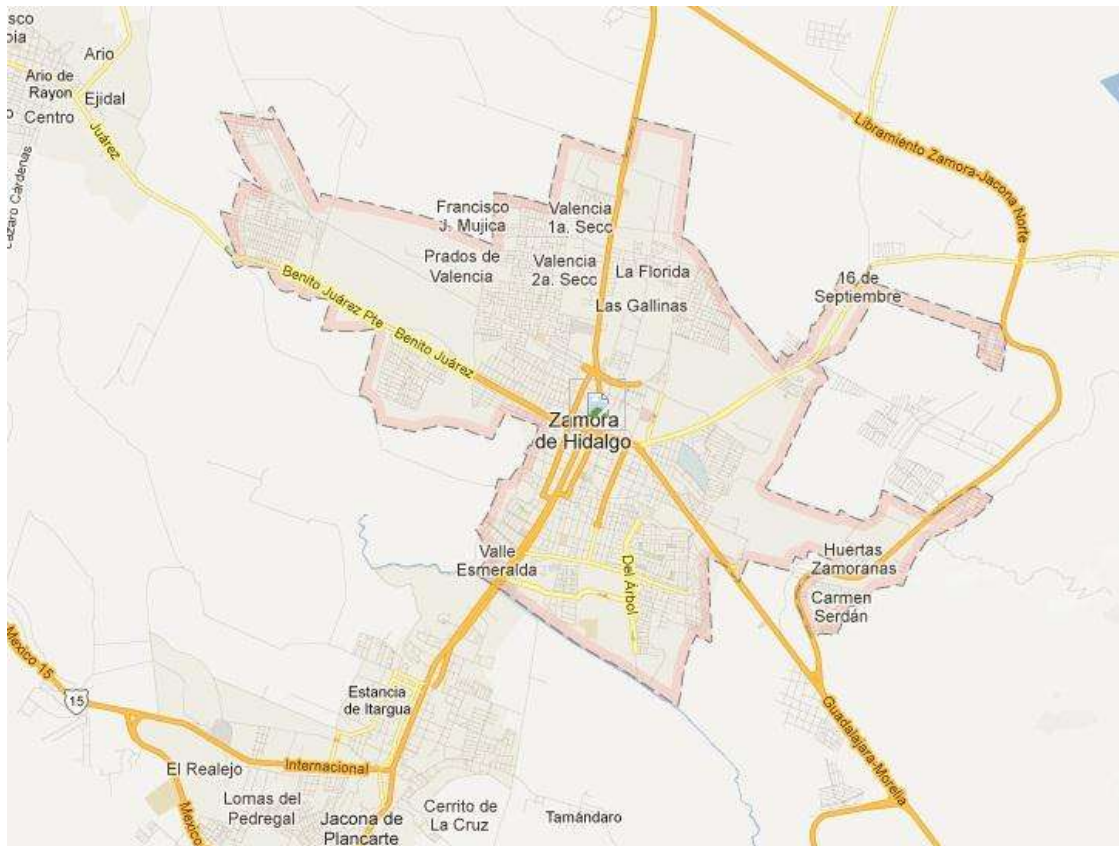 sco
Ario
Ario de
Rayon
Ejidal
Centro
Juárez
Francisco
J. Mujica
Valencia
1a. Secc
Prados de
Valencia
Valencia
2a. Secc
La Florida
Las Gallinas
16 de
Septiembre
Libramiento Zamora-Jacona Norte
Benito Juárez Pte
Benito Juárez
Zamora
de Hidalgo
Valle
Esmeralda
Del Árbol
Huertas
Zamoranas
Carmen
Serdán
Mexico 15
15
Estancia
de Itargua
Internacional
El Realejo
Mexico
Lomas del
Pedregal
Jacona de
Plancarte
Cerrito de
La Cruz
Tamándaro
Guadalajara-Morelia